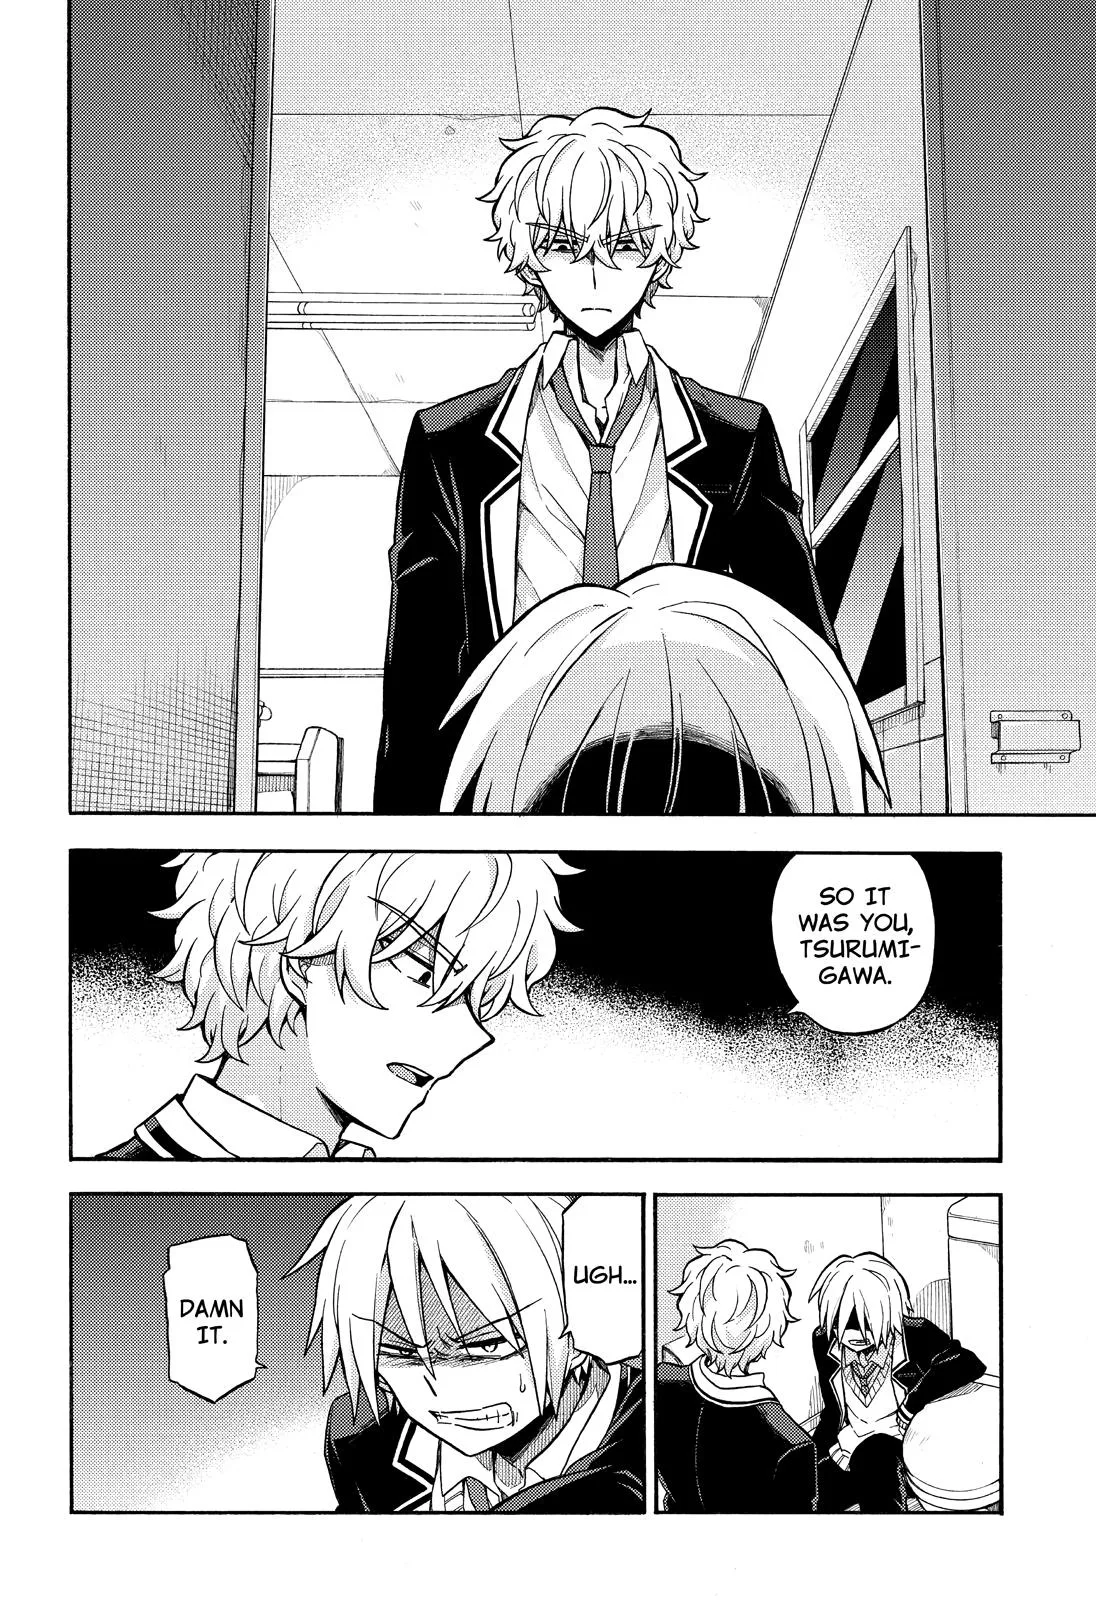 SO IT
WAS YOU,
TSURUMI-
GAWA.
UGH...
DAMN
IT.